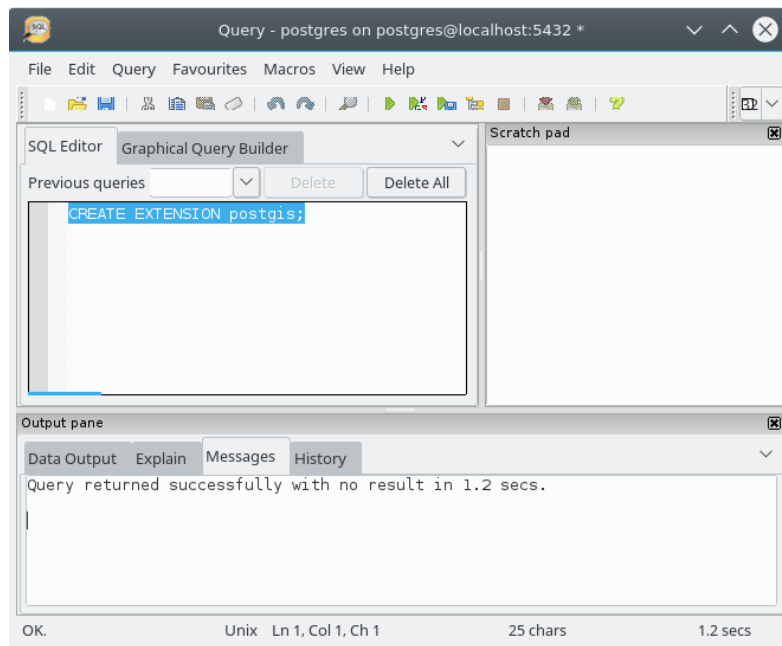 Query - postgres on postgres@localhost:5432 *
File Edit Query Favourites Macros View Help
SQL Editor Graphical Query Builder
Previous queries Delete Delete All
CREATE EXTENSION postgis;
Scratch pad
Output pane
Data Output Explain Messages History
Query returned successfully with no result in 1.2 secs.
OK. Unix Ln 1, Col 1, Ch 1 25 chars 1.2 secs